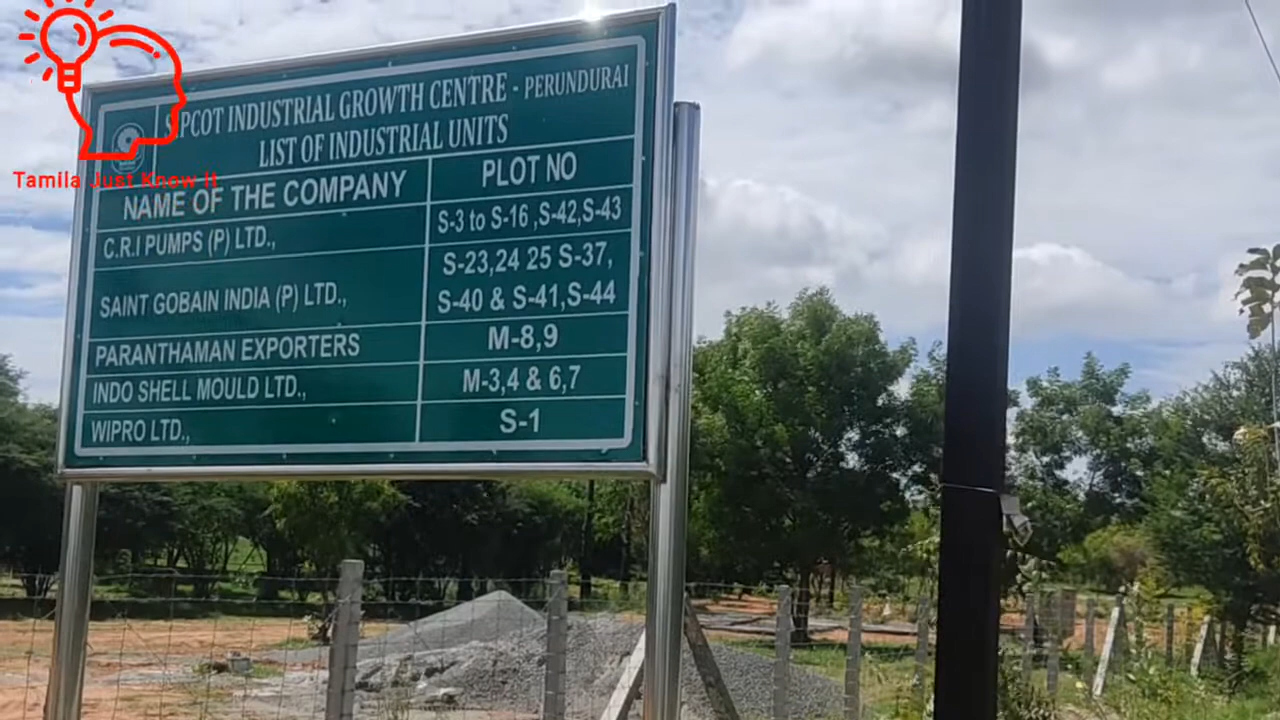 SIPCOT INDUSTRIAL GROWTH CENTRE - PERUNDURAI
LIST OF INDUSTRIAL UNITS
NAME OF THE COMPANY PLOT NO
C.R.I PUMPS (P) LTD., S-3 to S-16 ,S-42,S-43
SAINT GOBAIN INDIA (P) LTD., S-23,24 25 S-37,
S-40 & S-41,S-44
PARANTHAMAN EXPORTERS M-8,9
INDO SHELL MOULD LTD., M-3,4 & 6,7
WIPRO LTD., S-1
Tamila Just Know It